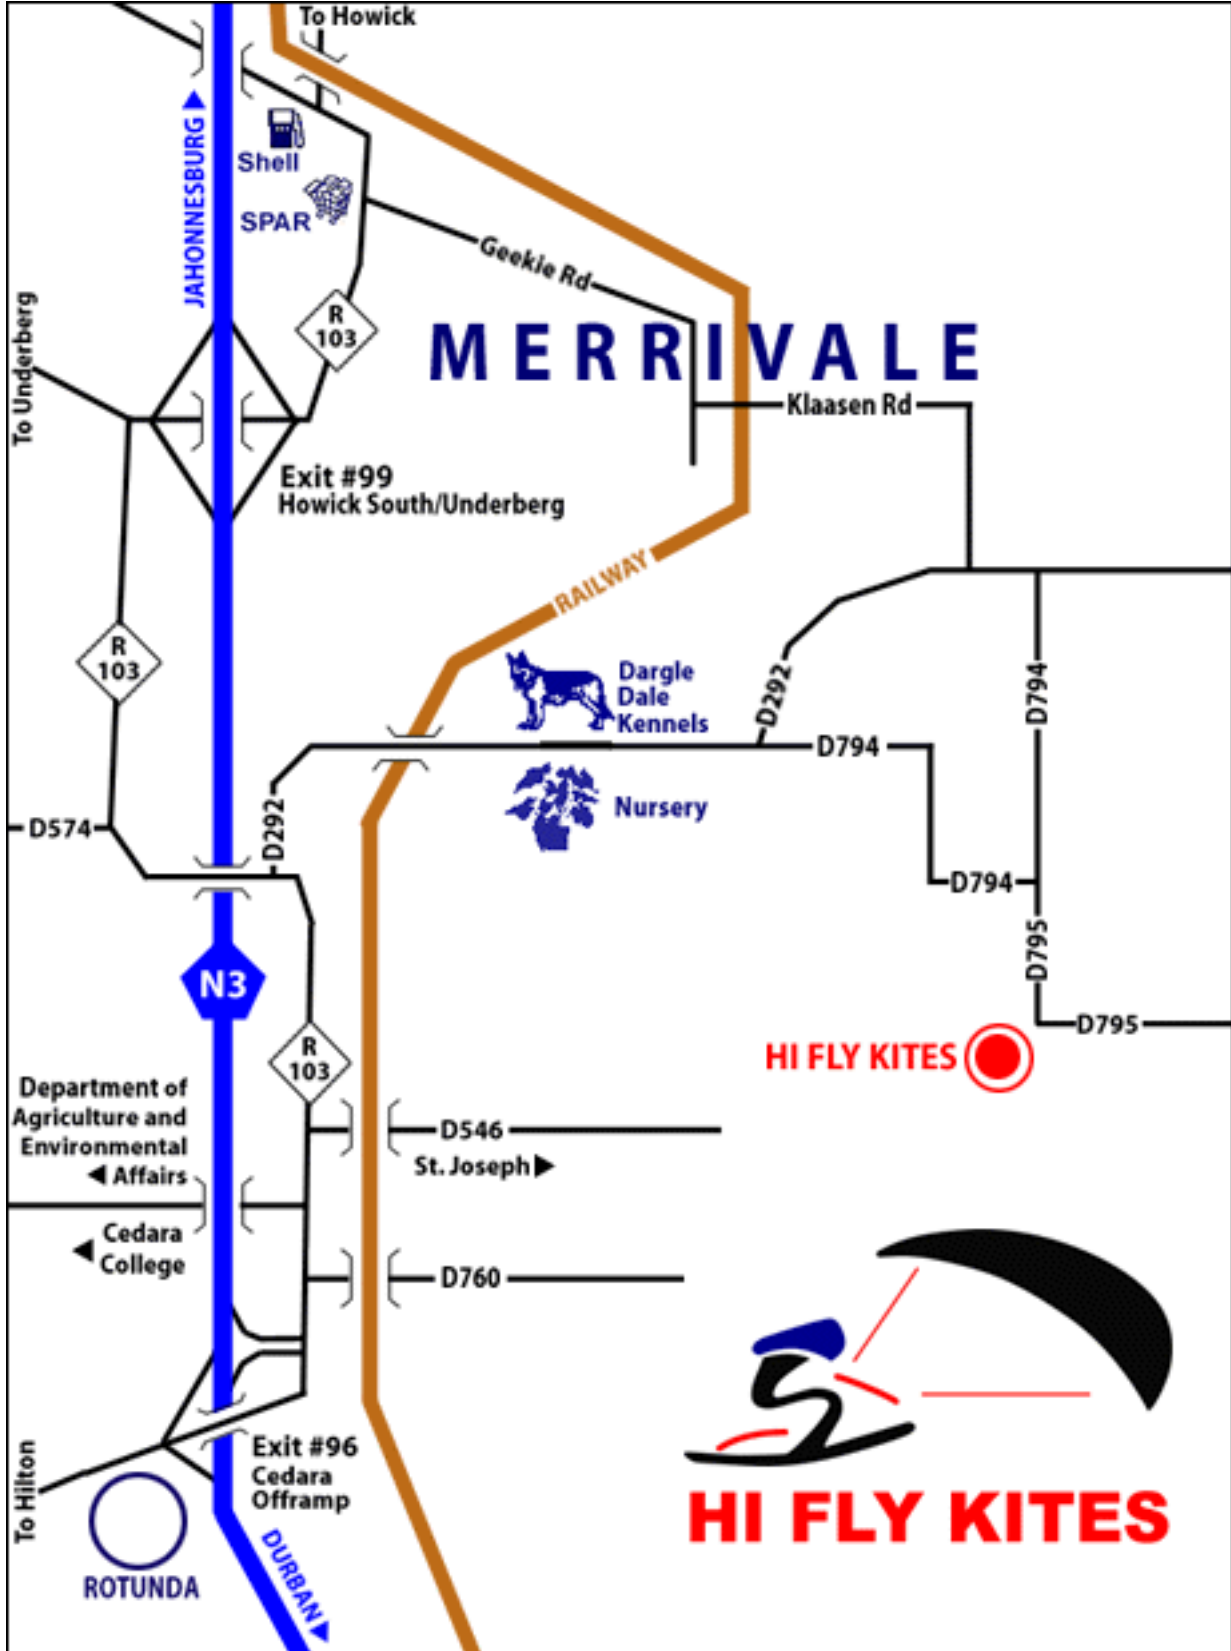 To Howick
JAHONNESBURG
Shell
SPAR
Geekie Rd
R
103
To Underberg
MERRIVALE
Klaasen Rd
Exit #99
Howick South/Underberg
RAILWAY
R
103
Dargle
Dale
Kennels
D292
D794
D794
Nursery
D574
D292
D794
D795
N3
D795
R
103
HI FLY KITES
Department of
Agriculture and
Environmental
Affairs
D546
St. Joseph
Cedara
College
D760
Exit #96
Cedara
Offramp
To Hilton
ROTUNDA
DURBAN
HI FLY KITES